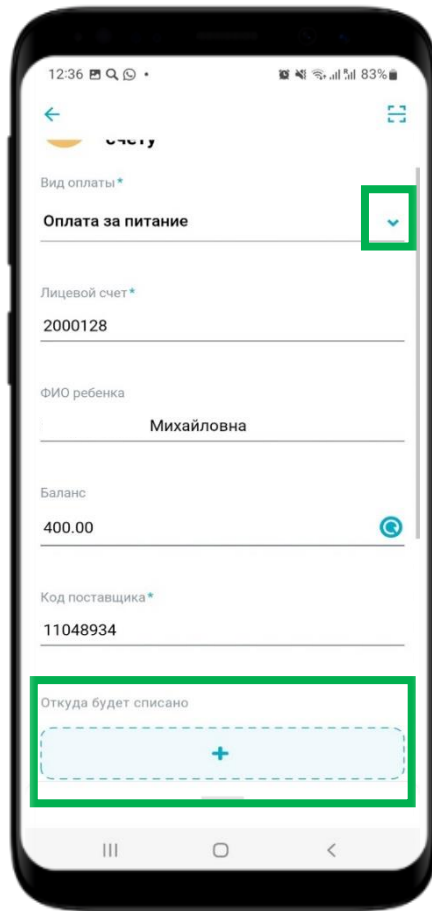 12:36 83%
счету
Вид оплаты*
Оплата за питание
Лицевой счет*
2000128
ФИО ребенка
Михайловна
Баланс
400.00
Код поставщика*
11048934
Откуда будет списано
+